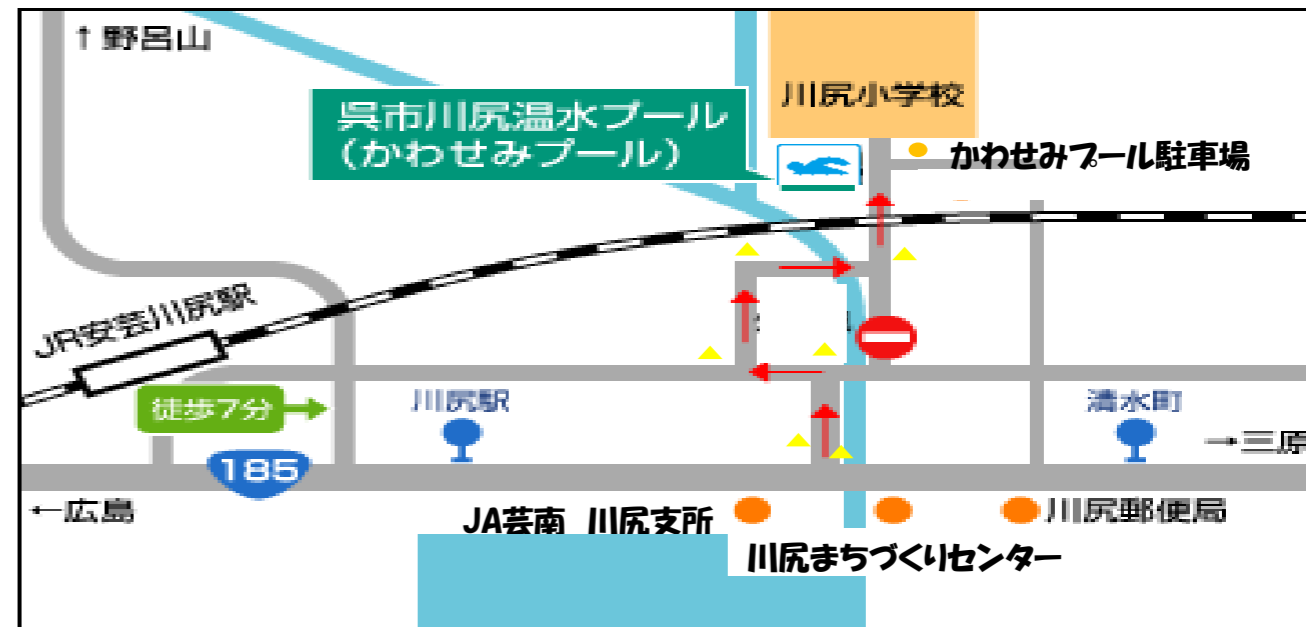 ↑野呂山
川尻小学校
呉市川尻温水プール
(かわせみプール)
かわせみプール駐車場
JR安芸川尻駅
徒歩7分
川尻駅
清水町
185
→三原
←広島
JA芸南 川尻支所
川尻郵便局
川尻まちづくりセンター